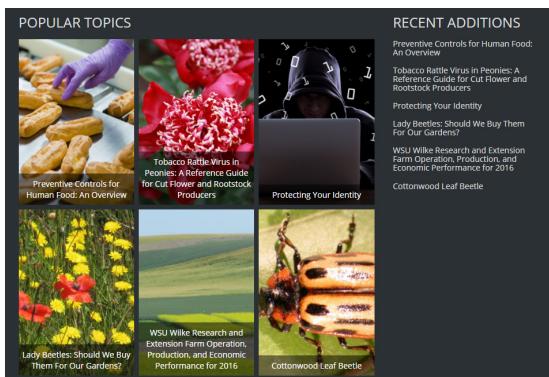 POPULAR TOPICS
Preventive Controls for
Human Food: An Overview
Tobacco Rattle Virus in
Peonies: A Reference Guide
for Cut Flower and Rootstock
Producers
Protecting Your Identity
Lady Beetles: Should We Buy
Them For Our Gardens?
WSU Wilke Research and
Extension Farm Operation,
Production, and Economic
Performance for 2016
Cottonwood Leaf Beetle
RECENT ADDITIONS
Preventive Controls for Human Food:
An Overview
Tobacco Rattle Virus in Peonies: A
Reference Guide for Cut Flower and
Rootstock Producers
Protecting Your Identity
Lady Beetles: Should We Buy Them
For Our Gardens?
WSU Wilke Research and Extension
Farm Operation, Production, and
Economic Performance for 2016
Cottonwood Leaf Beetle